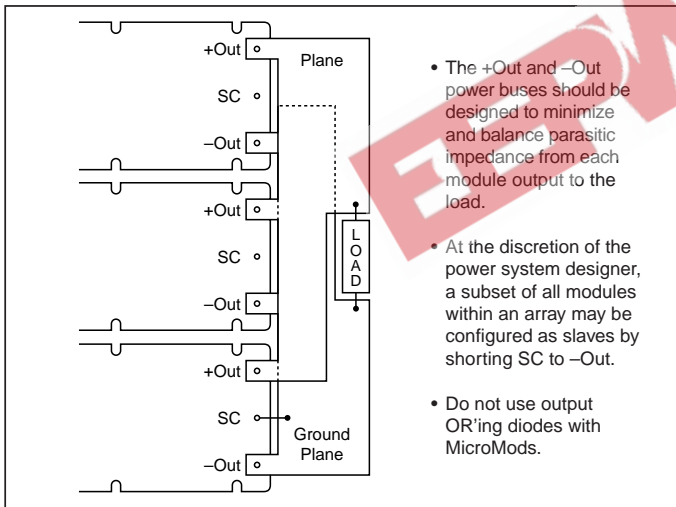 +Out
Plane
SC
–Out
+Out
SC
–Out
+Out
SC
Ground
Plane
–Out
LOAD
• The +Out and –Out
power buses should be
designed to minimize
and balance parasitic
impedance from each
module output to the
load.
• At the discretion of the
power system designer,
a subset of all modules
within an array may be
configured as slaves by
shorting SC to –Out.
• Do not use output
OR'ing diodes with
MicroMods.